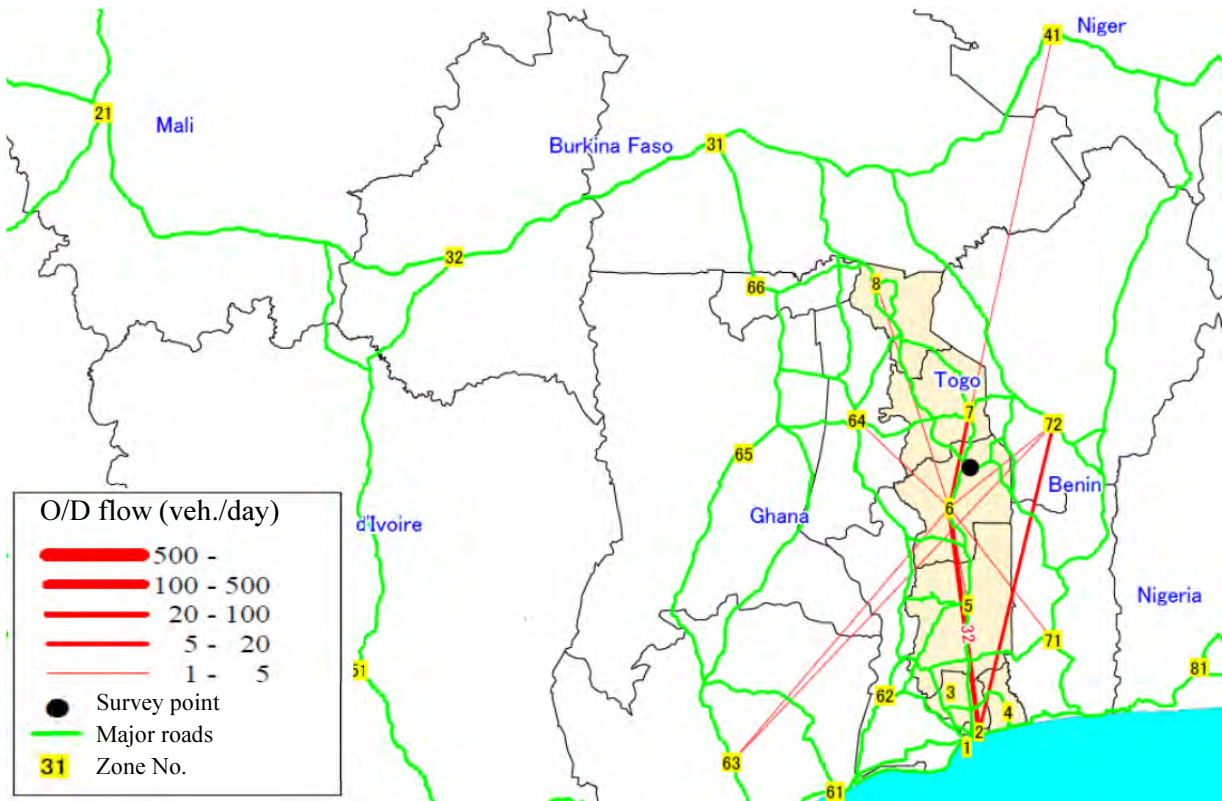 41
Niger
21
Mali
Burkina Faso
31
32
66
8
Togo
7
64
72
65
Benin
6
Ghana
O/D flow (veh./day)
500 -
100 - 500
20 - 100
5 - 20
1 - 5
Survey point
Major roads
31 Zone No.
d'Ivoire
5
32
71
Nigeria
51
81
62
3
4
2
1
63
61